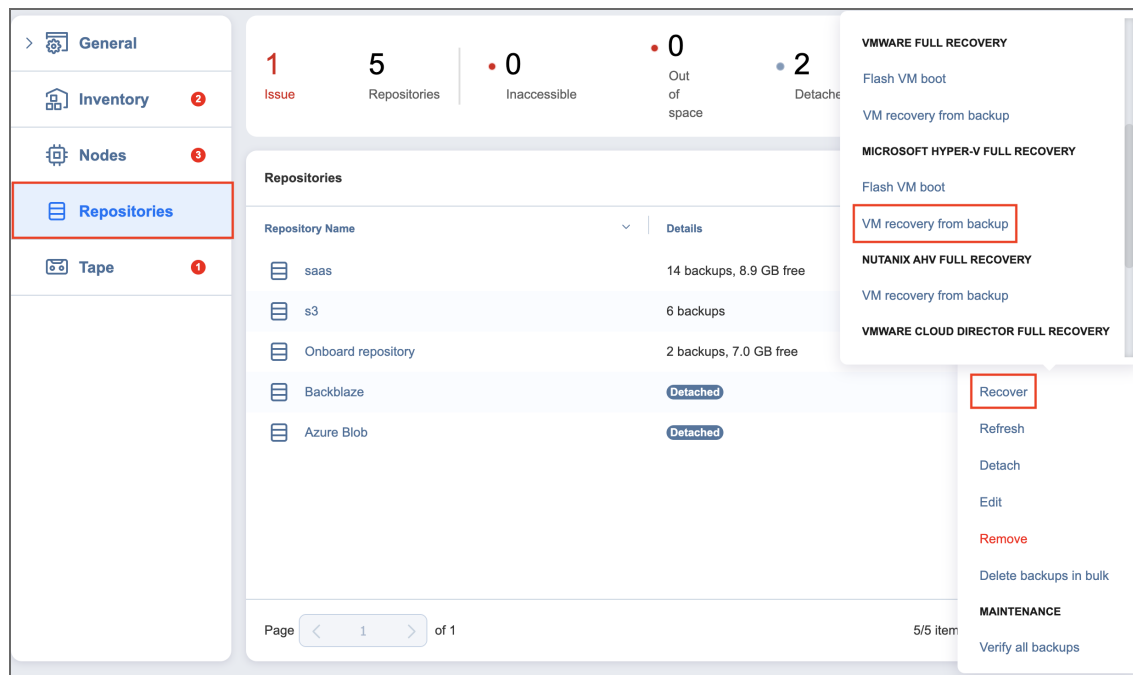 General
Inventory 2
Nodes 3
Repositories
Tape 1
1
Issue
5
Repositories
0
Inaccessible
0
Out
of
space
2
Repositories
Repository Name Details
saas 14 backups, 8.9 GB free
s3 6 backups
Onboard repository 2 backups, 7.0 GB free
Backblaze Detached
Azure Blob Detached
Page 1 of 1
5/5
VMWARE FULL RECOVERY
Flash VM boot
VM recovery from backup
MICROSOFT HYPER-V FULL RECOVERY
Flash VM boot
VM recovery from backup
NUTANIX AHV FULL RECOVERY
VM recovery from backup
VMWARE CLOUD DIRECTOR FULL RECOVERY
Recover
Refresh
Detach
Edit
Remove
Delete backups in bulk
MAINTENANCE
Verify all backups